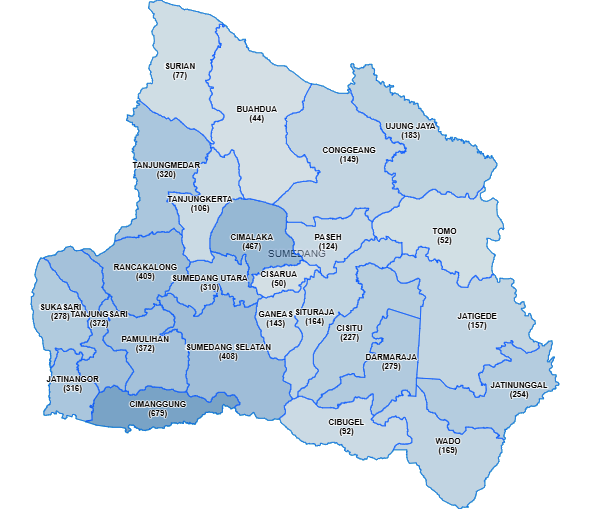 SURIAN
(77)
BUAHDUA
(44)
UJUNG JAYA
(183)
CONGGEANG
(149)
TANJUNGMEDAR
(320)
TANJUNGKERTA
(106)
CIMALAKA
(467)
PASEH
(124)
TOMO
(52)
SUMEDANG
RANCAKALONG
(409)
SUMEDANG UTARA
(310)
CISARUA
(50)
SUKASARI
(278)
TANJUNGSARI
(372)
GANEAS
(143)
SITURAJA
(164)
JATIGEDE
(157)
CISITU
(227)
PAMULIHAN
(372)
SUMEDANG SELATAN
(408)
DARMARAJA
(279)
JATINANGOR
(316)
JATINUNGGAL
(254)
CIMANGGUNG
(679)
CIBUGEL
(92)
WADO
(169)